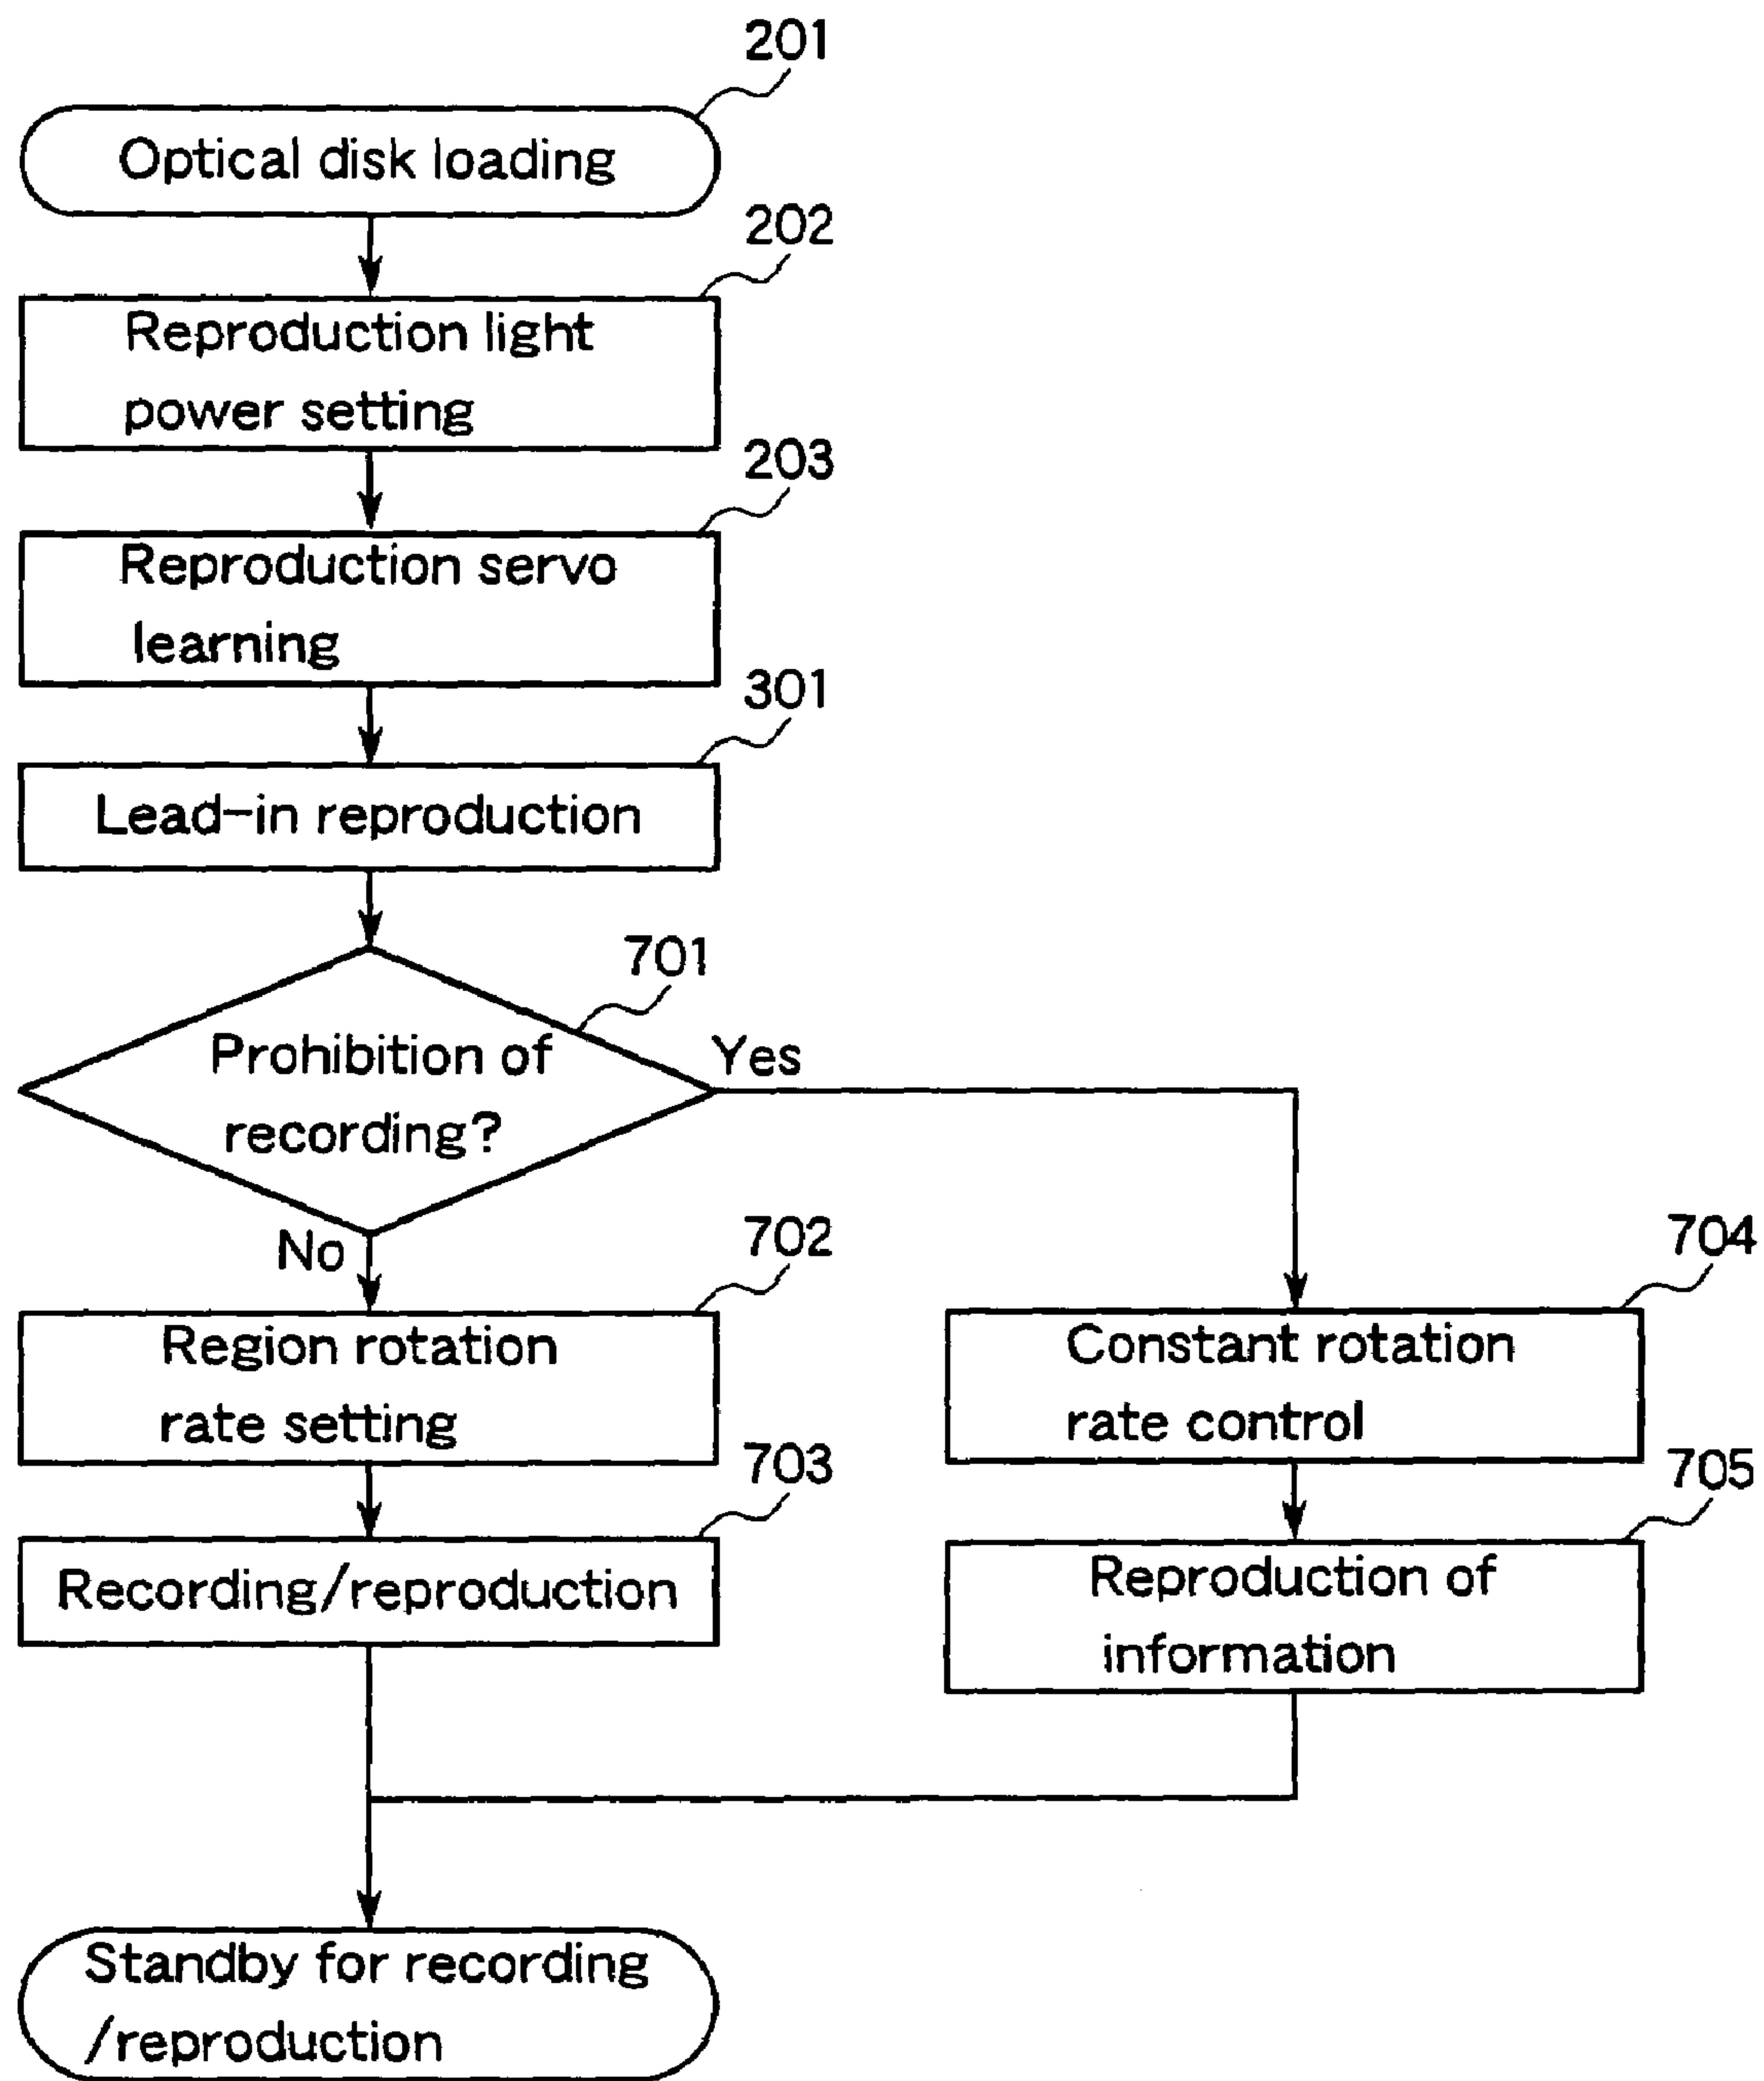 201
Optical disk loading
202
Reproduction light
power setting
203
Reproduction servo
learning
301
Lead-in reproduction
701
Prohibition of
recording?
Yes
No
702
Region rotation
rate setting
704
Constant rotation
rate control
703
Recording/reproduction
705
Reproduction of
information
Standby for recording
/reproduction